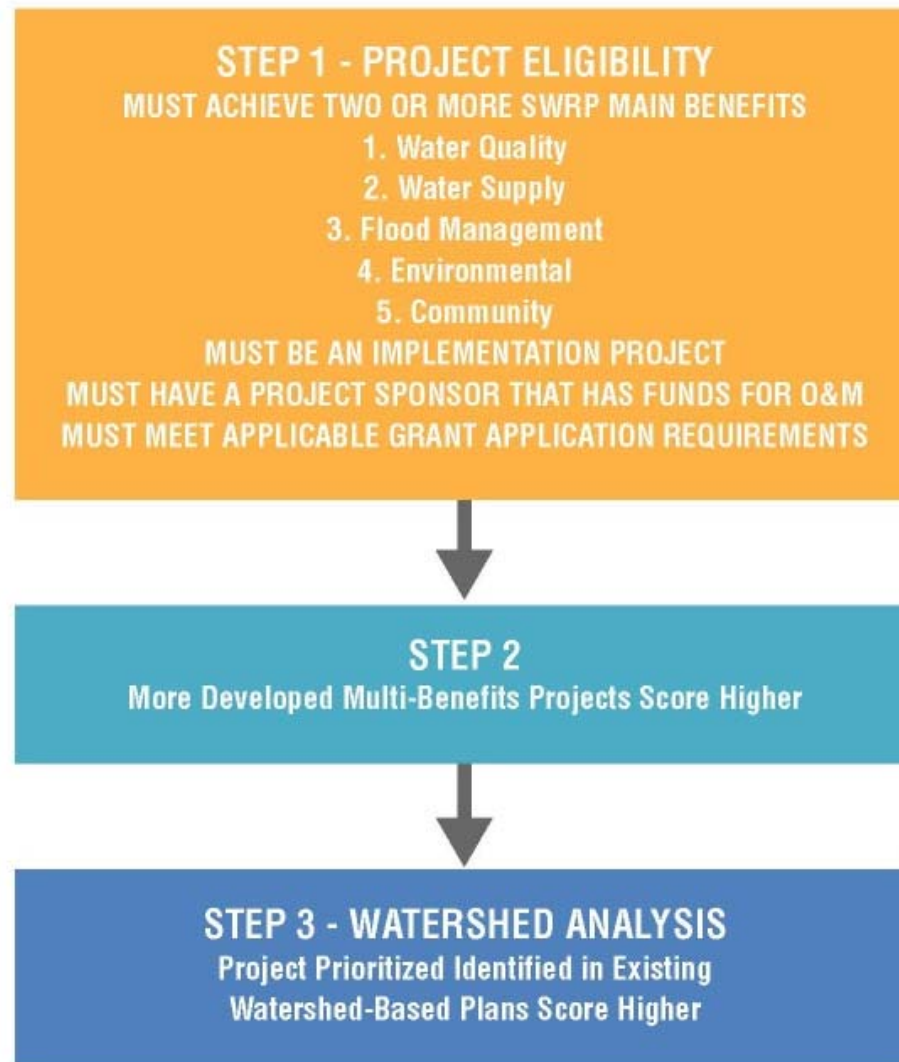 STEP 1 - PROJECT ELIGIBILITY
MUST ACHIEVE TWO OR MORE SWRP MAIN BENEFITS
1. Water Quality
2. Water Supply
3. Flood Management
4. Environmental
5. Community
MUST BE AN IMPLEMENTATION PROJECT
MUST HAVE A PROJECT SPONSOR THAT HAS FUNDS FOR O&M
MUST MEET APPLICABLE GRANT APPLICATION REQUIREMENTS
STEP 2
More Developed Multi-Benefits Projects Score Higher
STEP 3 - WATERSHED ANALYSIS
Project Prioritized Identified in Existing
Watershed-Based Plans Score Higher